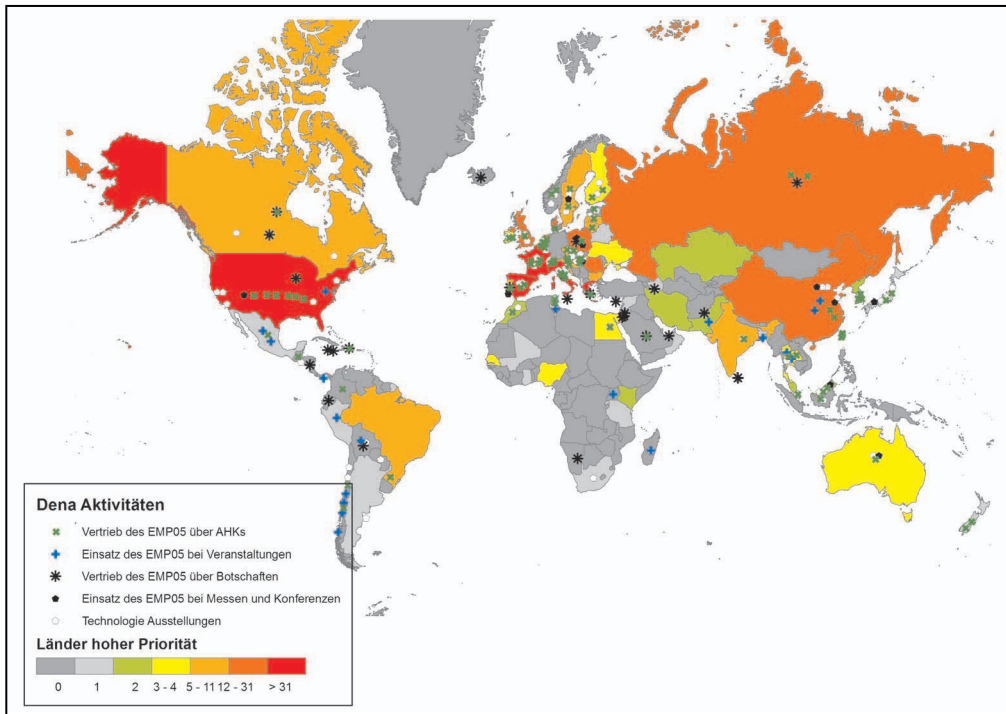 Dena Aktivitäten
Vertrieb des EMP05 über AHKs
Einsatz des EMP05 bei Veranstaltungen
Vertrieb des EMP05 über Botschaften
Einsatz des EMP05 bei Messen und Konferenzen
Technologie Ausstellungen
Länder hoher Priorität
0 1 2 3 - 4 5 - 11 12 - 31 > 31